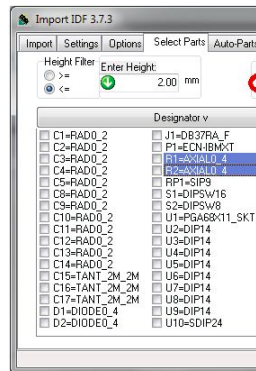 Import IDF 3.7.3
Import Settings Options Select Parts Auto-Parts
Height Filter
>=
<=
Enter Height:
2.00 mm
Designator v
C1=RAD0_2
C2=RAD0_2
C3=RAD0_2
C4=RAD0_2
C5=RAD0_2
C8=RAD0_2
C9=RAD0_2
C10=RAD0_2
C11=RAD0_2
C12=RAD0_2
C13=RAD0_2
C14=RAD0_2
C15=TANT_2M_2M
C16=TANT_2M_2M
C17=TANT_2M_2M
D1=DIODE0_4
D2=DIODE0_4
J1=DB37RA_F
P1=ECN-IBMXT
R1=AXIAL0_4
R2=AXIAL0_4
RP1=SIP9
S1=DIPSW16
S2=DIPSW8
U1=PGA68X11_SKT
U2=DIP14
U3=DIP14
U4=DIP14
U5=DIP14
U6=DIP14
U7=DIP14
U8=DIP14
U9=DIP14
U10=SDIP24